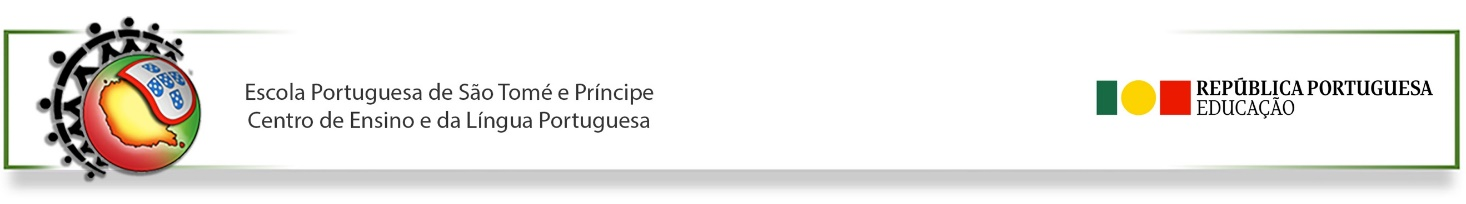 Escola Portuguesa de São Tomé e Príncipe
Centro de Ensino e da Língua Portuguesa
REPÚBLICA PORTUGUESA
EDUCAÇÃO